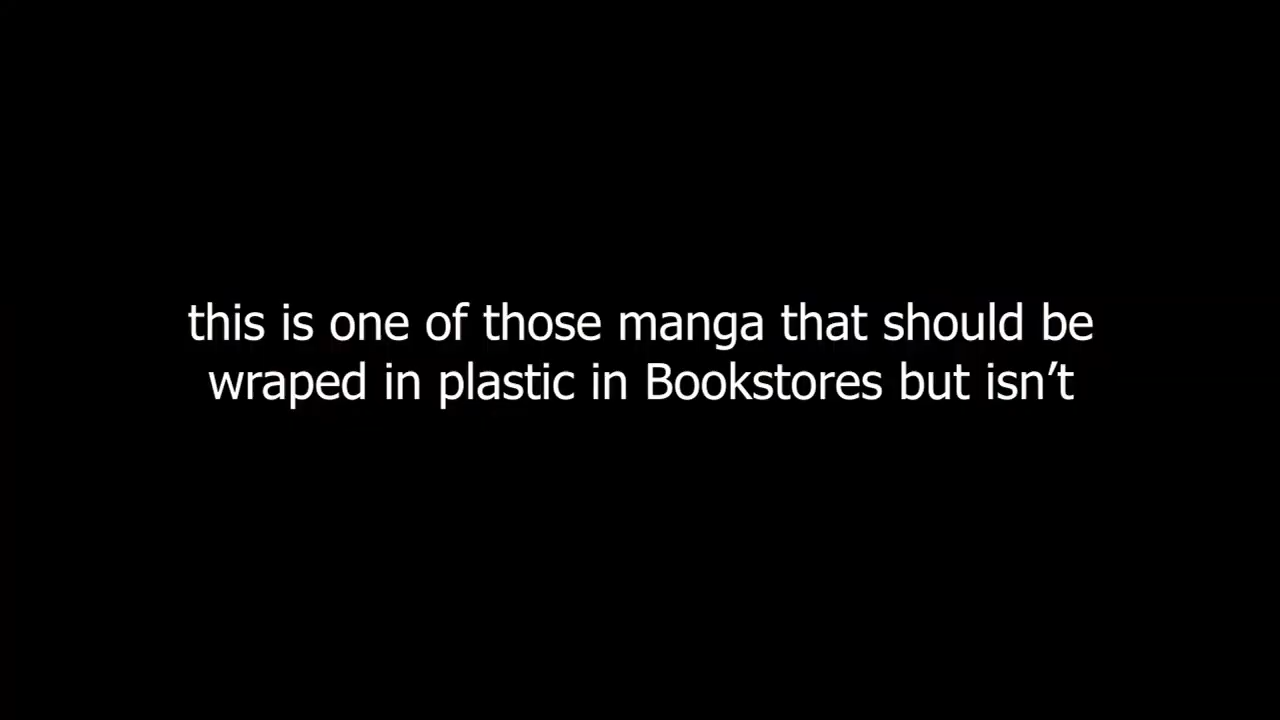 this is one of those manga that should be
wraped in plastic in Bookstores but isn’t